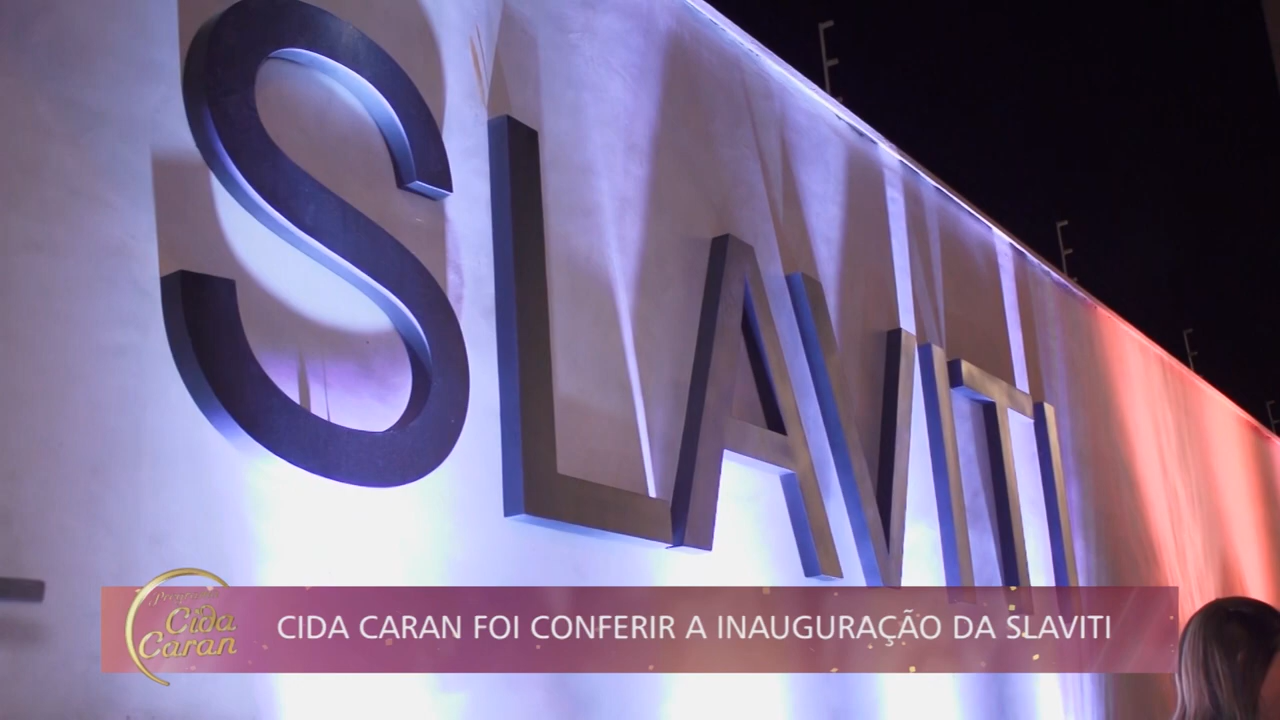 SLAVITI
Programa
Cida
Caran
CIDA CARAN FOI CONFERIR A INAUGURAÇÃO DA SLAVITI